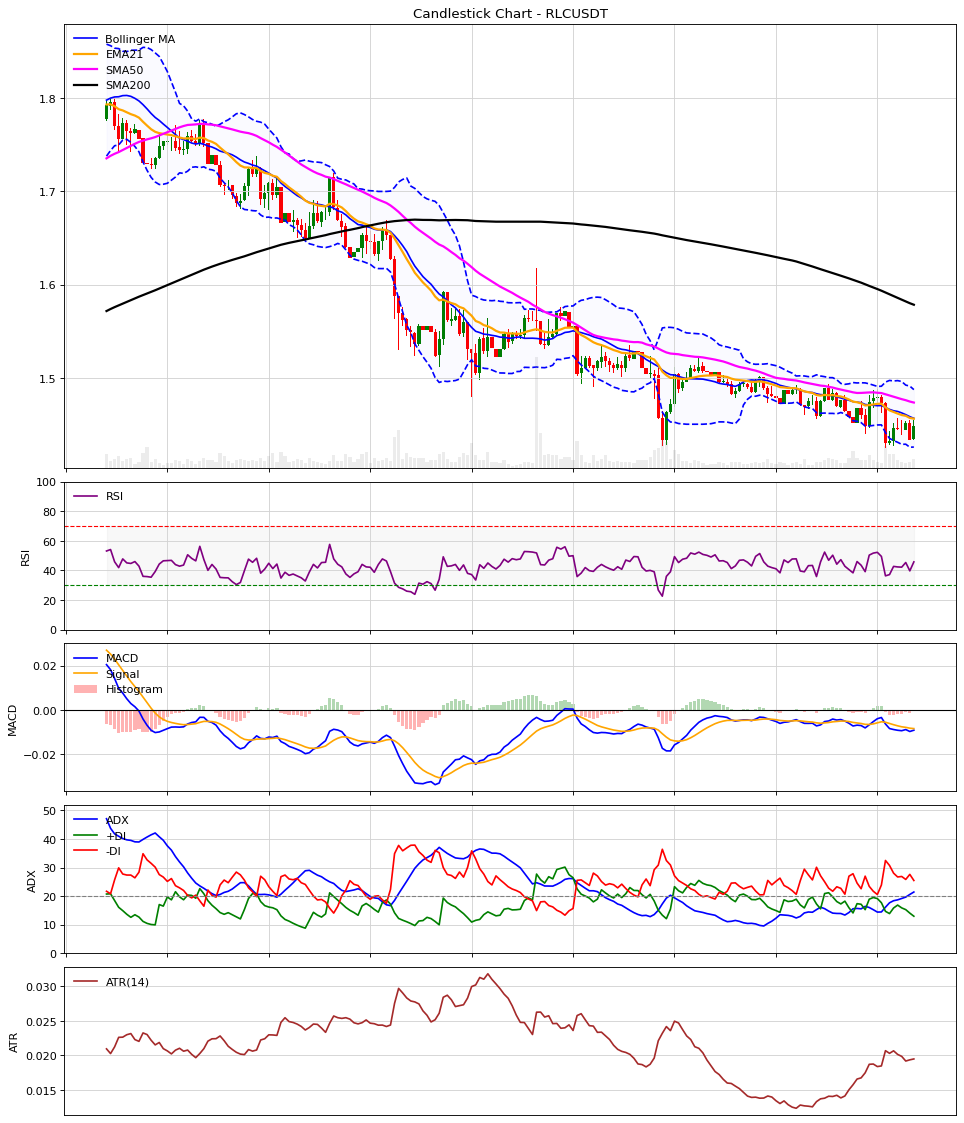 Candlestick Chart - RLCUSDT
Bollinger MA
EMA21
SMA50
SMA200
1.8
1.7
1.6
1.5
RSI
100
80
60
40
20
0
RSI
MACD
Signal
Histogram
0.02
0.00
−0.02
MACD
ADX
+DI
-DI
50
40
30
20
10
0
ADX
ATR(14)
0.030
0.025
0.020
0.015
ATR